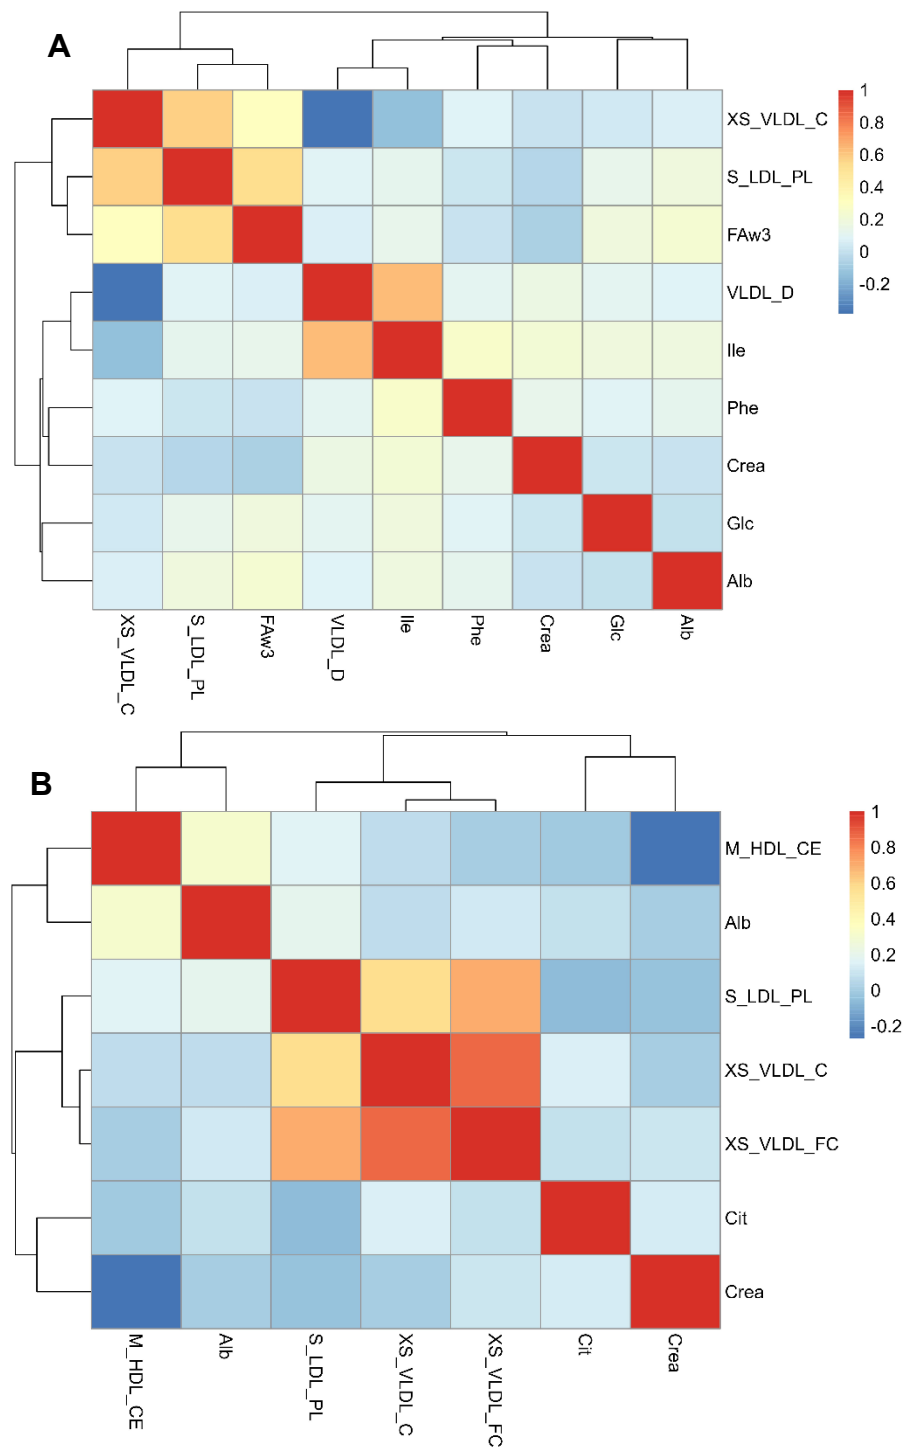 A
1
0.8
0.6
0.4
0.2
0
-0.2
XS_VLDL_C
S_LDL_PL
FAw3
VLDL_D
Ile
Phe
Crea
Glc
Alb
XS_VLDL_C
S_LDL_PL
FAw3
VLDL_D
Ile
Phe
Crea
Glc
Alb
B
1
0.8
0.6
0.4
0.2
0
-0.2
M_HDL_CE
Alb
S_LDL_PL
XS_VLDL_C
XS_VLDL_FC
Cit
Crea
M_HDL_CE
Alb
S_LDL_PL
XS_VLDL_C
XS_VLDL_FC
Cit
Crea